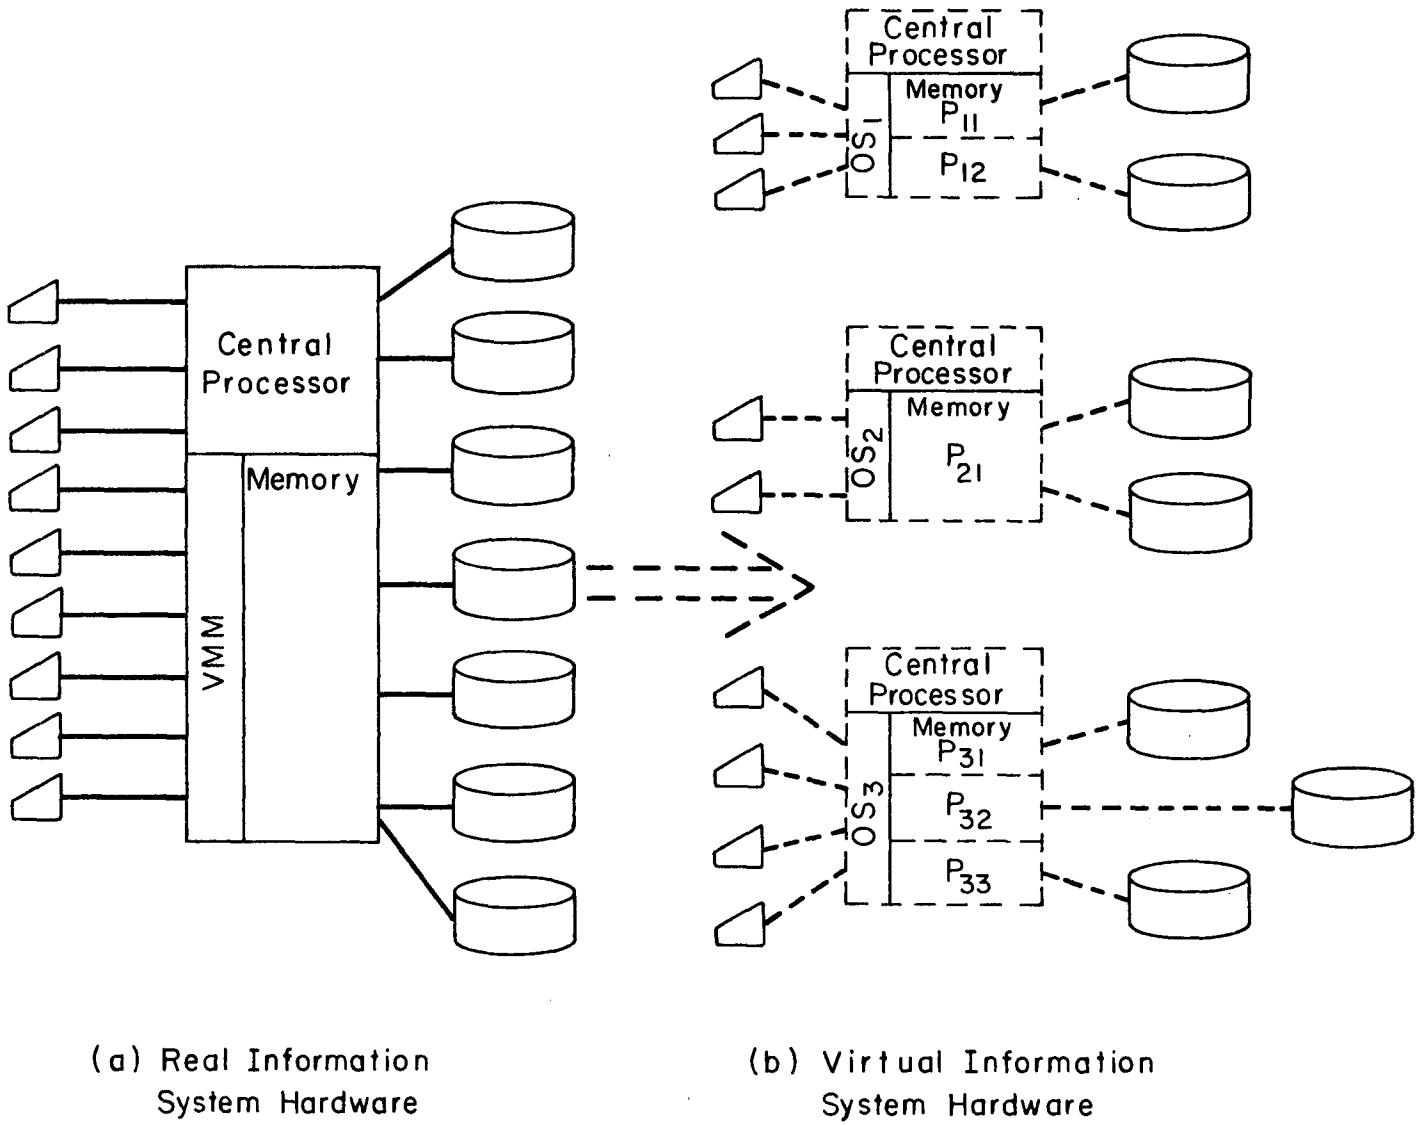 Central
Processor
Memory
VMM
(a) Real Information
System Hardware
Central
Processor
Memory
OS1
P11
P12
Central
Processor
Memory
OS2
P21
Central
Processor
Memory
OS3
P31
P32
P33
(b) Virtual Information
System Hardware